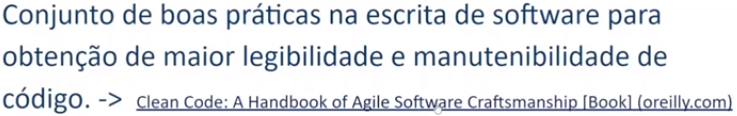 Conjunto de boas práticas na escrita de software para
obtenção de maior legibilidade e manutenibilidade de
código. -> Clean Code: A Handbook of Agile Software Craftsmanship [Book] (oreilly.com)